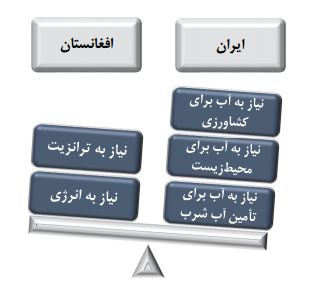 ایران
افغانستان
نیاز به آب برای
کشاورزی
نیاز به آب برای
محیط‌زیست
نیاز به آب برای
تأمین آب شرب
نیاز به ترانزیت
نیاز به انرژی